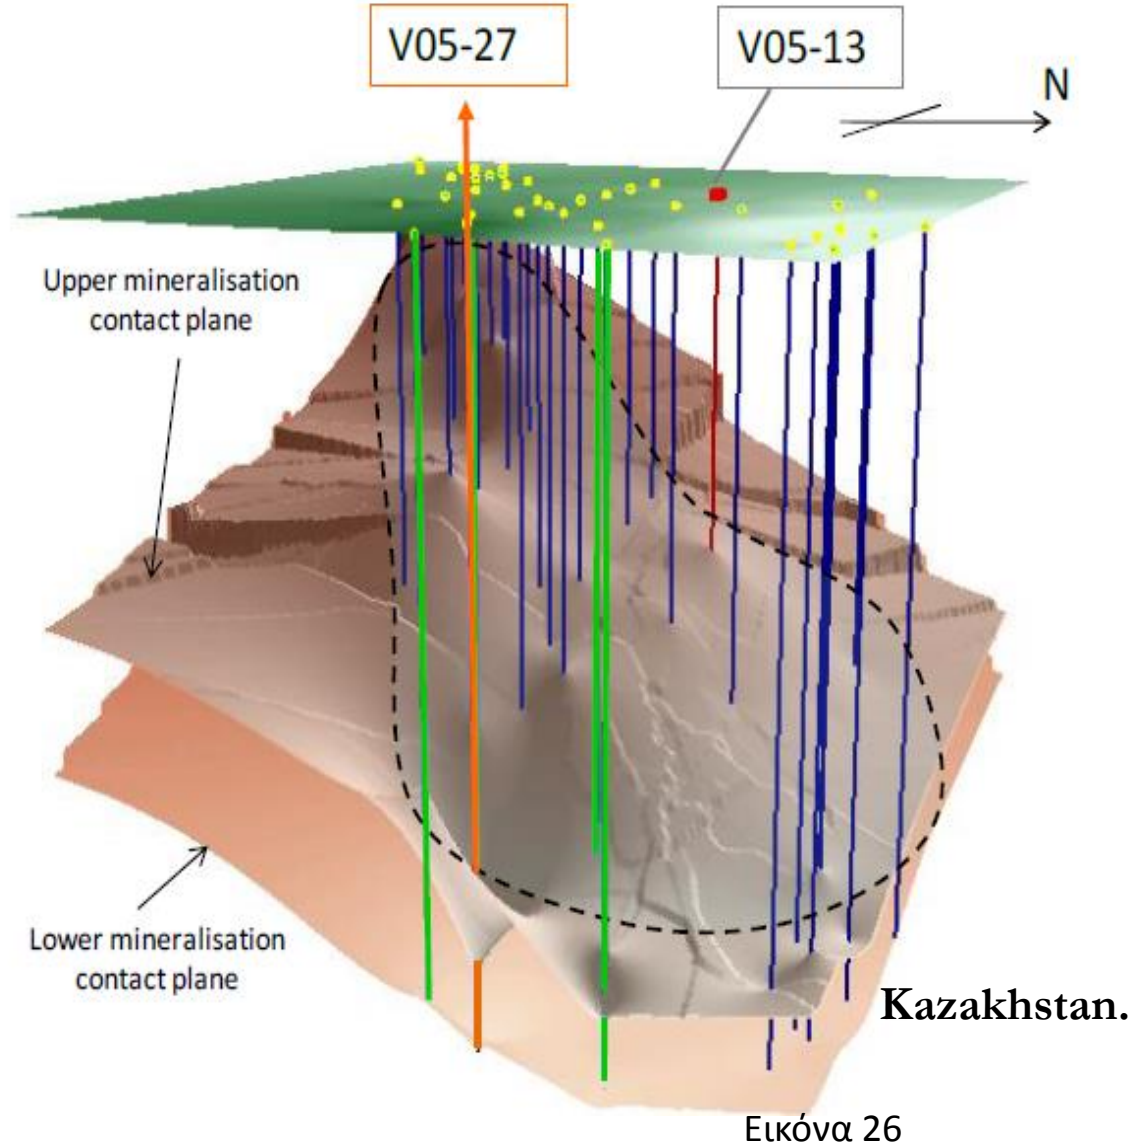 V05-27
V05-13
N
Upper mineralisation
contact plane
Lower mineralisation
contact plane
Kazakhstan.
Εικόνα 26